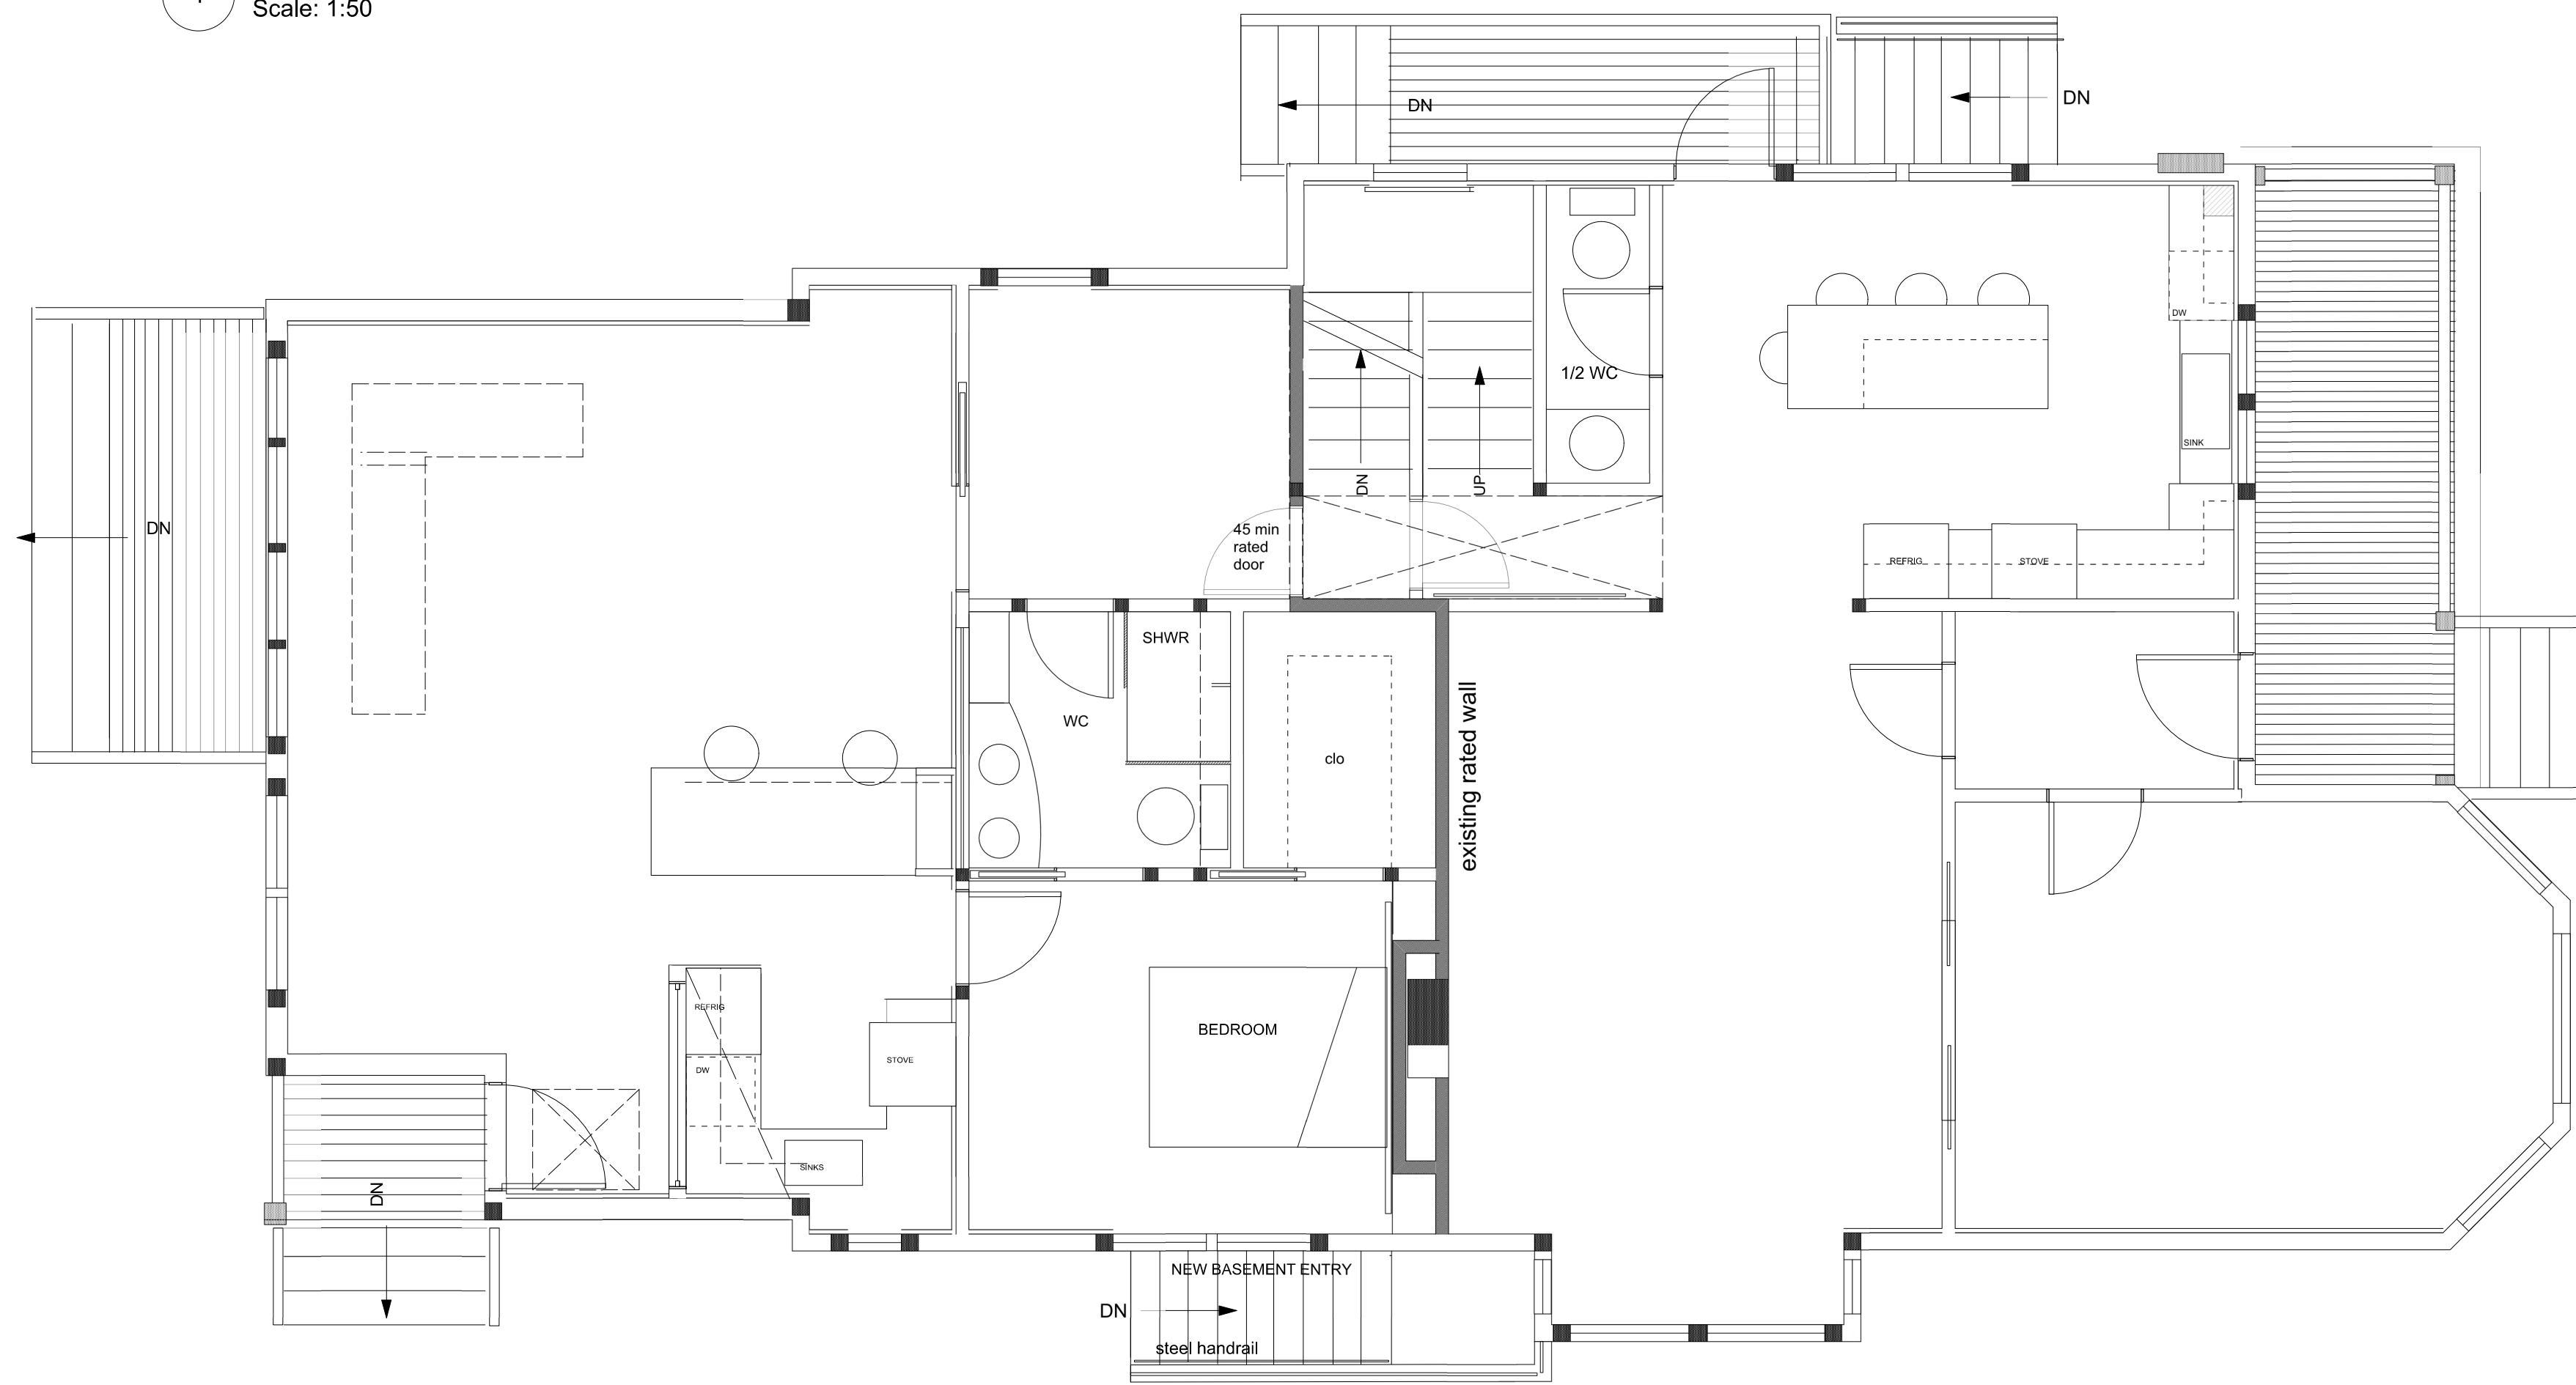 Scale: 1:50
DN
DN
DN
1/2 WC
DW
SINK
DN
UP
45 min
rated
door
REFRIG
STOVE
SHWR
WC
clo
existing rated wall
REFRIG
DW
STOVE
SINKS
BEDROOM
DN
NEW BASEMENT ENTRY
DN
steel handrail